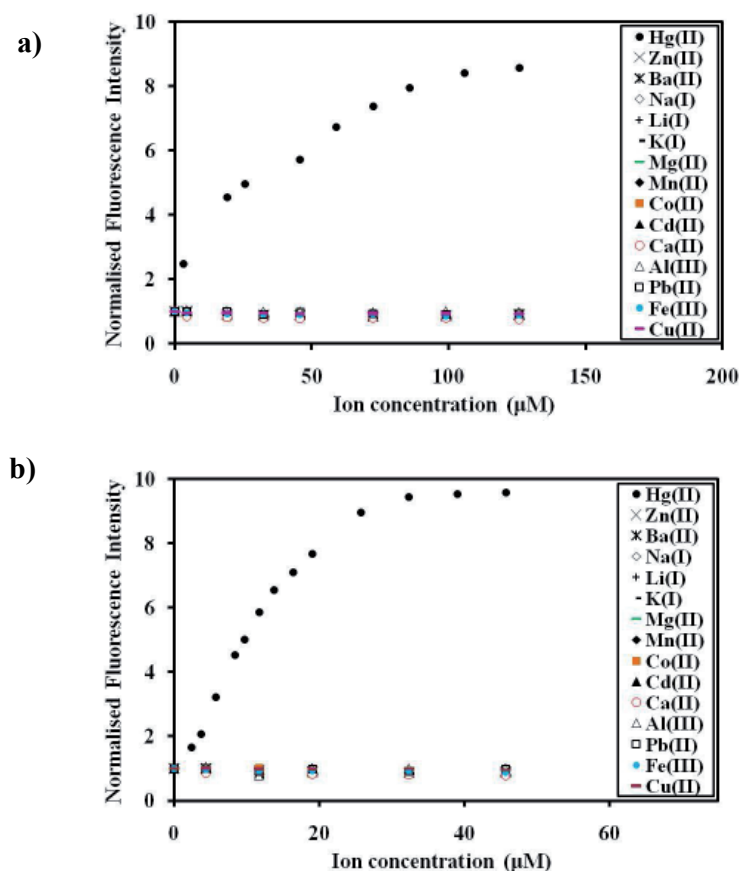 a)
Normalised Fluorescence Intensity
10
8
6
4
2
0
0 50 100 150 200
Ion concentration (µM)
Hg(II)
Zn(II)
Ba(II)
Na(I)
Li(I)
K(I)
Mg(II)
Mn(II)
Co(II)
Cd(II)
Ca(II)
Al(III)
Pb(II)
Fe(III)
Cu(II)
b)
Normalised Fluorescence Intensity
10
8
6
4
2
0
0 20 40 60
Ion concentration (µM)
Hg(II)
Zn(II)
Ba(II)
Na(I)
Li(I)
K(I)
Mg(II)
Mn(II)
Co(II)
Cd(II)
Ca(II)
Al(III)
Pb(II)
Fe(III)
Cu(II)